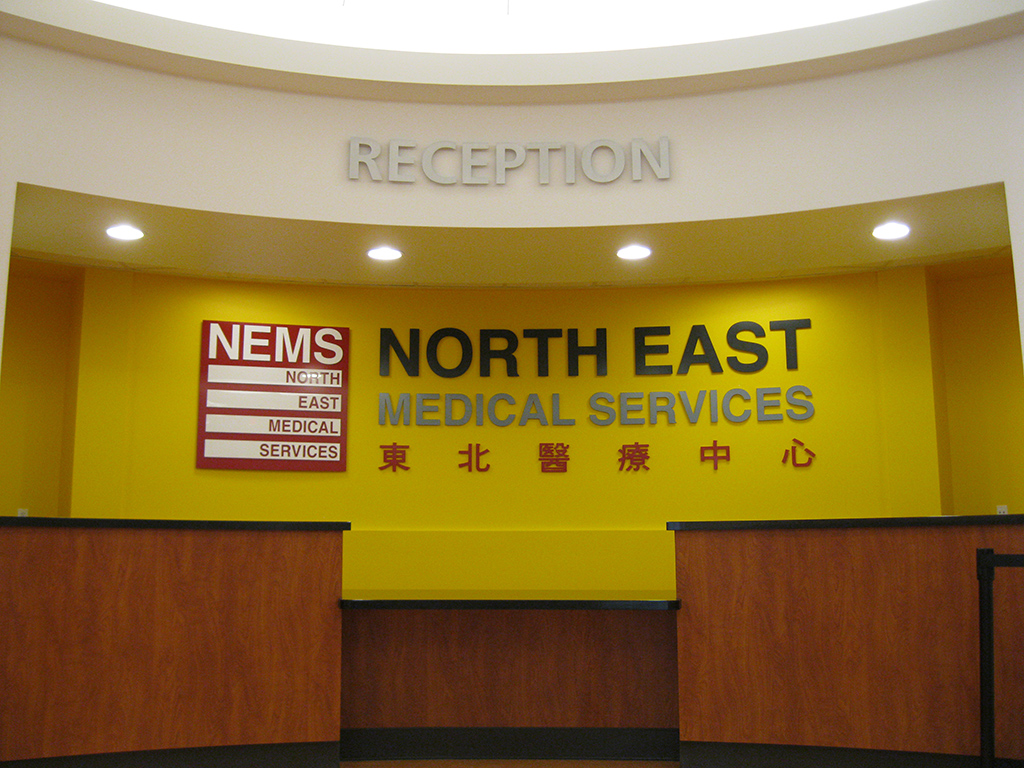 RECEPTION
NEMS
NORTH
EAST
MEDICAL
SERVICES
NORTH EAST
MEDICAL SERVICES
東北醫療中心